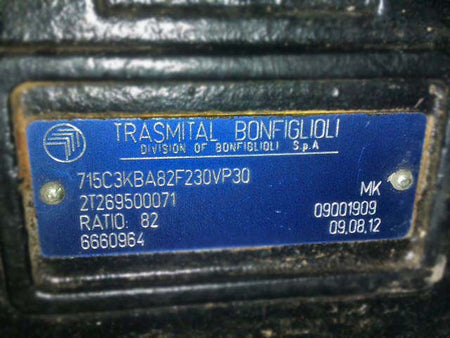 TRASMITAL BONFIGLIOLI
DIVISION OF BONFIGLIOLI S.p.A
715C3KBA82F230VP30
2T269500071
MK
RATIO: 82
09001909
6660964
09,08,12